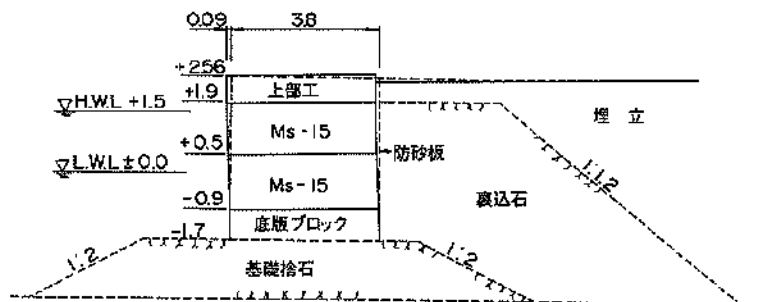 0.09 3.8
+2.56
上部工
+1.9
H.W.L +1.5
埋 立
Ms-15
+0.5
防砂板
L.W.L ±0.0
1:1.2
Ms-15
裏込石
-0.9
底版ブロック
-1.7
1:2
1:2
基礎捨石